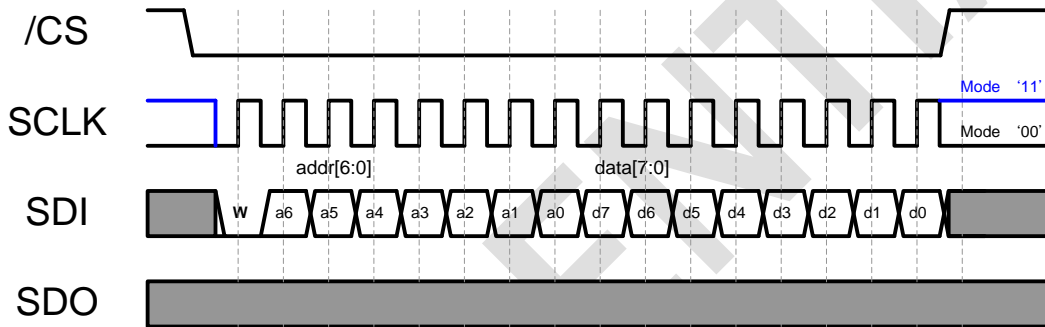 /CS
Mode ‘11’
SCLK
Mode ‘00’
addr[6:0] data[7:0]
SDI W a6 a5 a4 a3 a2 a1 a0 d7 d6 d5 d4 d3 d2 d1 d0
SDO